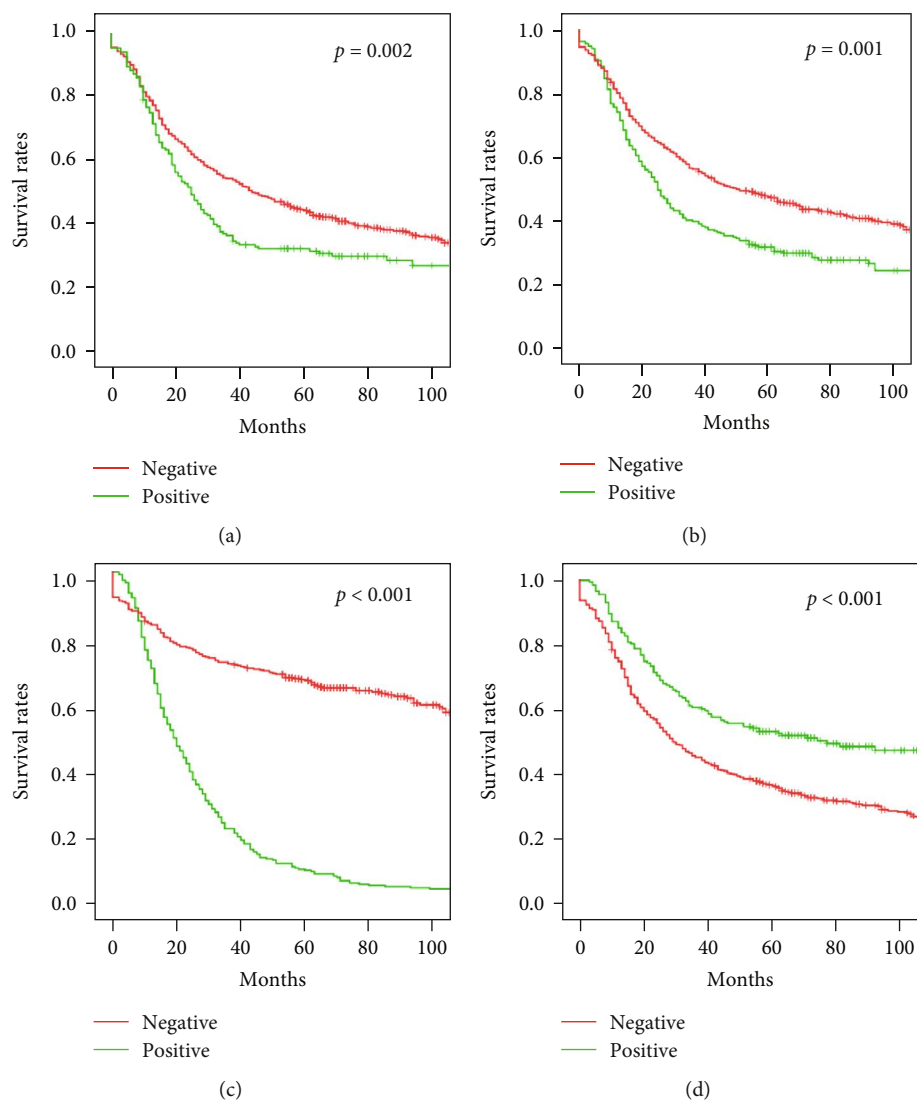 1.0
0.8
0.6
0.4
0.2
0.0
Survival rates
p = 0.002
0 20 40 60 80 100
Months
Negative
Positive
(a)
1.0
0.8
0.6
0.4
0.2
0.0
Survival rates
p = 0.001
0 20 40 60 80 100
Months
Negative
Positive
(b)
1.0
0.8
0.6
0.4
0.2
0.0
Survival rates
p < 0.001
0 20 40 60 80 100
Months
Negative
Positive
(c)
1.0
0.8
0.6
0.4
0.2
0.0
Survival rates
p < 0.001
0 20 40 60 80 100
Months
Negative
Positive
(d)